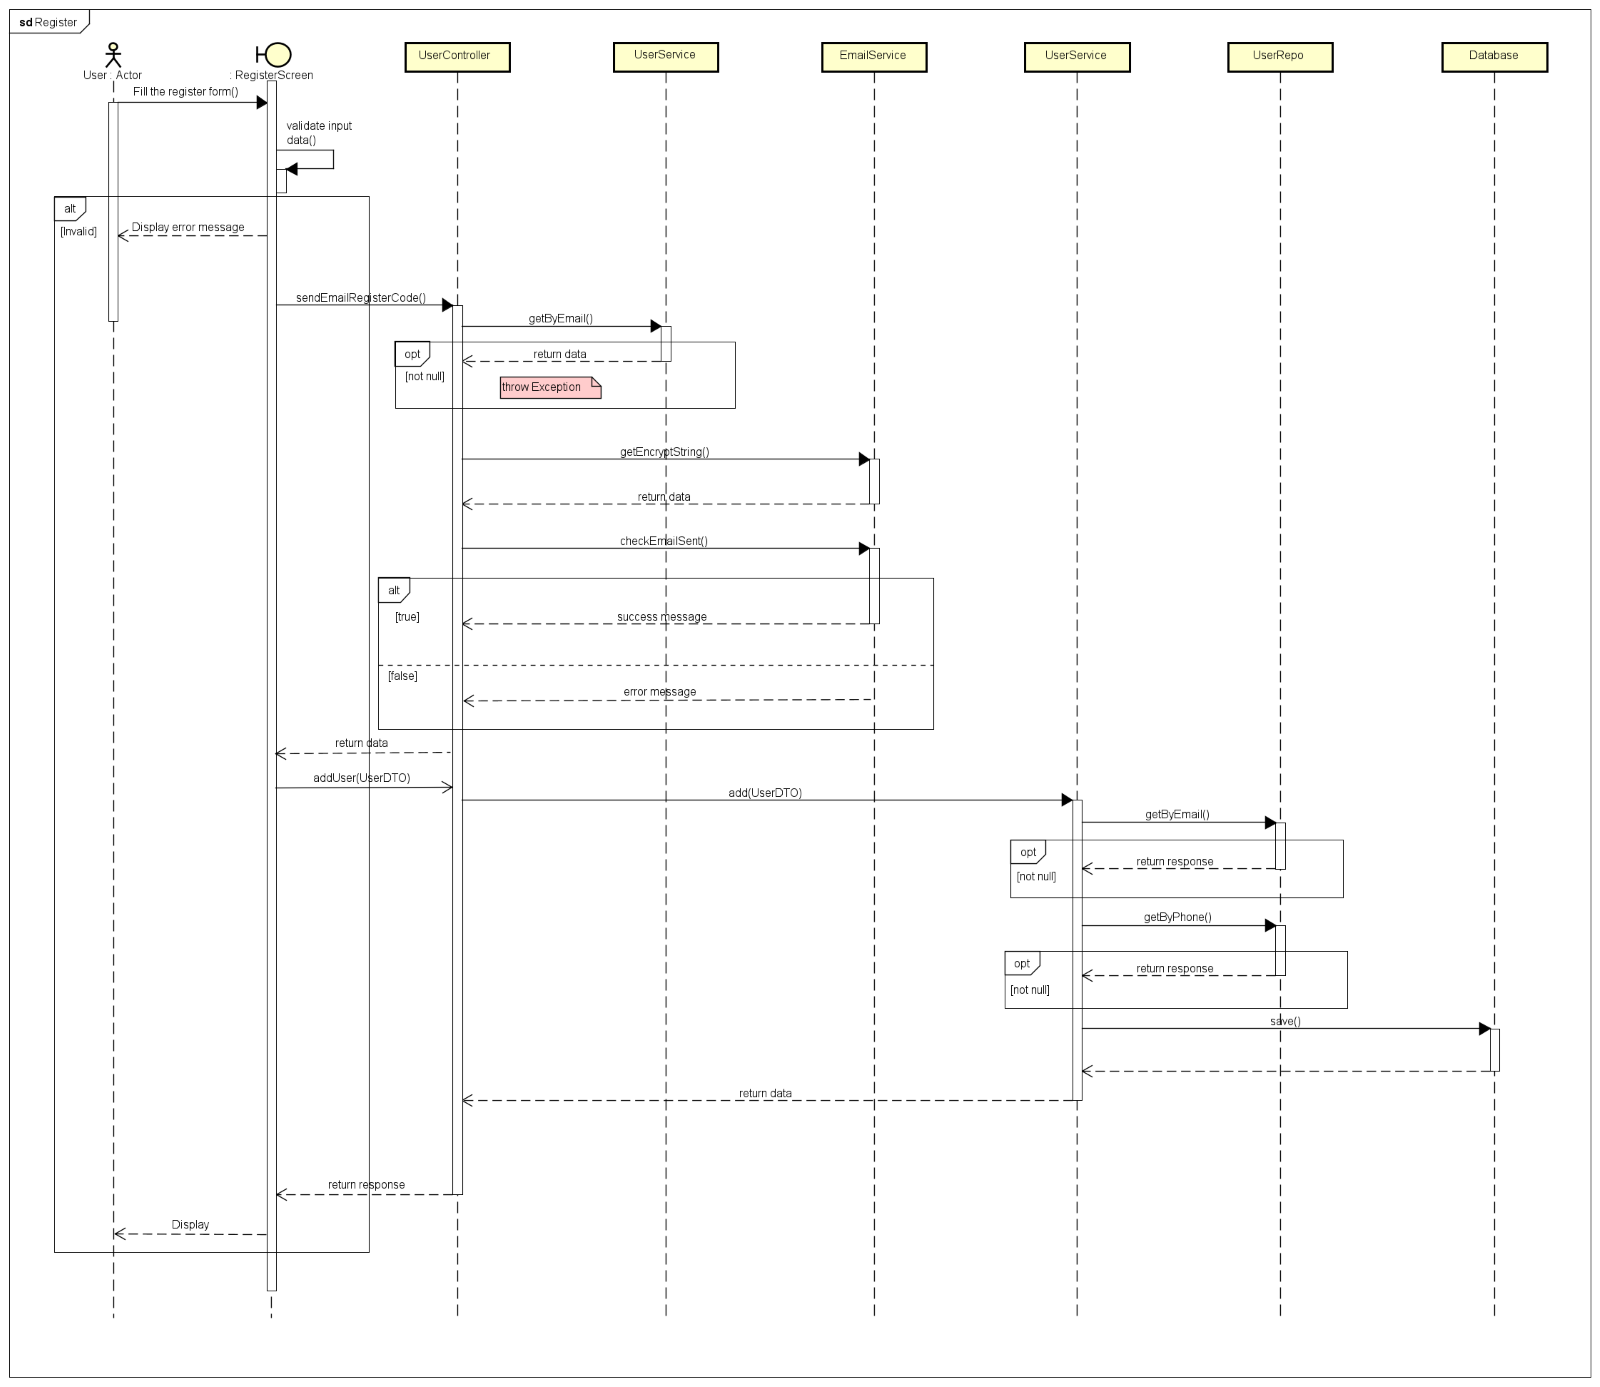 sd Register
User : Actor
: RegisterScreen
UserController
UserService
EmailService
UserService
UserRepo
Database
Fill the register form()
validate input
data()
alt
[Invalid]
Display error message
sendEmailRegisterCode()
getByEmail()
opt
return data
[not null]
throw Exception
getEncryptString()
return data
checkEmailSent()
alt
[true]
success message
[false]
error message
return data
addUser(UserDTO)
add(UserDTO)
getByEmail()
opt
return response
[not null]
getByPhone()
opt
return response
[not null]
save()
return data
return response
Display